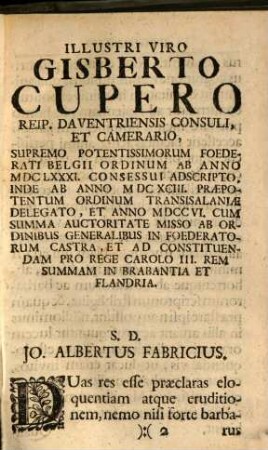 ILLUSTRI VIRO
GISBERTO
CUPERO
REIP. DAVENTRIENSIS CONSULI,
ET CAMERARIO,
SUPREMO POTENTISSIMORUM FOEDE
RATI BELGII ORDINUM AB ANNO
MDCLXXXI. CONSESSUI ADSCRIPTO,
INDE AB ANNO MDCXCIII. PRÆPO-
TENTUM ORDINUM TRANSISALANIÆ
DELEGATO, ET ANNO MDCCVI. CUM
SUMMA AUCTORITATE MISSO AB OR-
DINIBUS GENERALIBUS IN FOEDERATO-
RUM CASTRA, ET AD CONSTITUEN-
DAM PRO REGE CAROLO III. REM
SUMMAM IN BRABANTIA ET
FLANDRIA.
S. D.
JO. ALBERTUS FABRICIUS.
DUas res esse præclaras elo-
quentiam atque eruditio-
nem, nemo nisi forte barba-
):( 2 rus